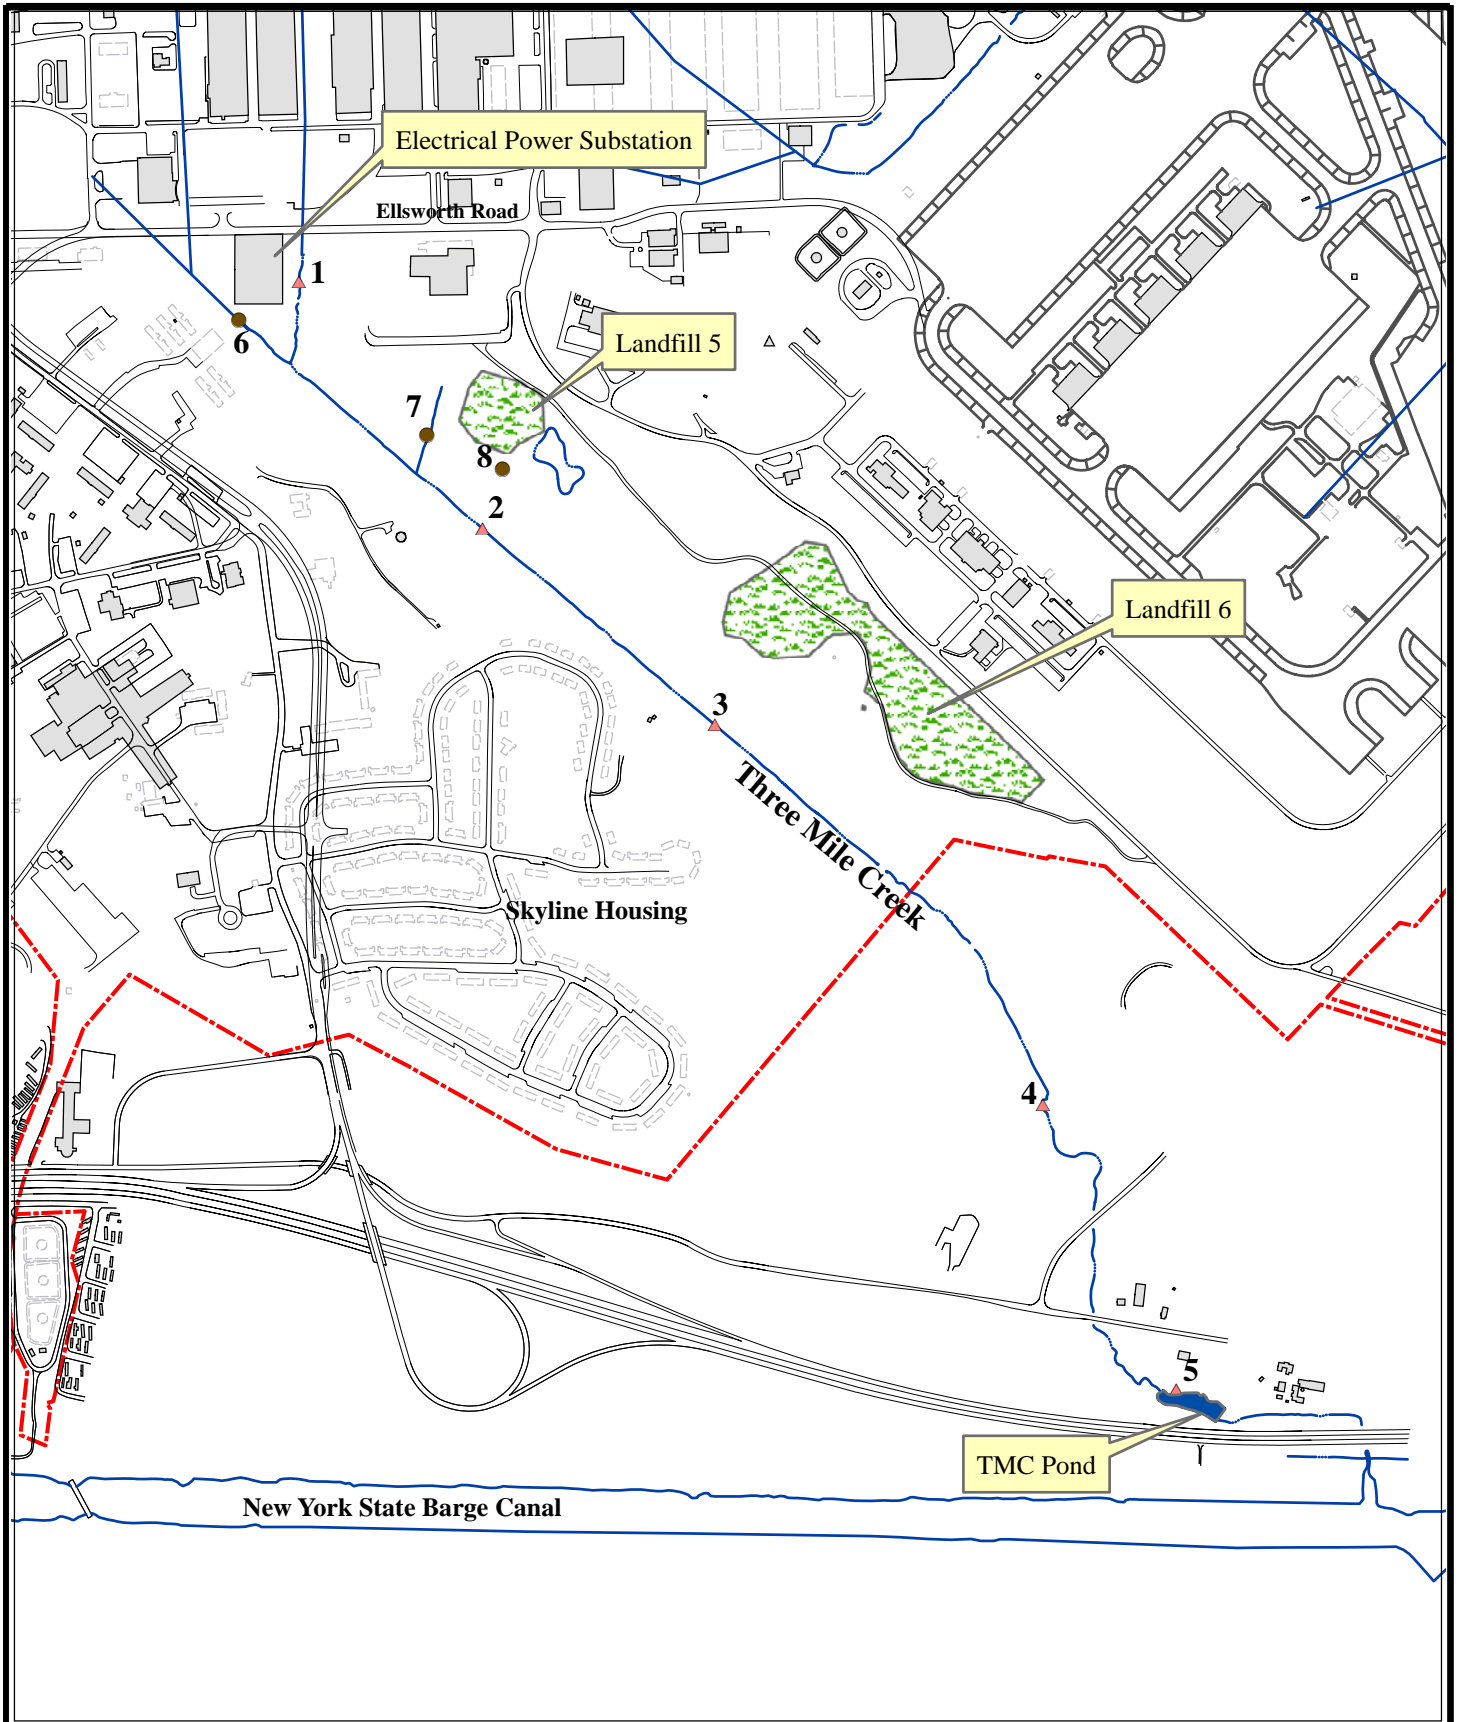 Electrical Power Substation
Ellsworth Road
1
6
Landfill 5
7
8
2
Landfill 6
3
Three Mile Creek
Skyline Housing
4
5
TMC Pond
New York State Barge Canal